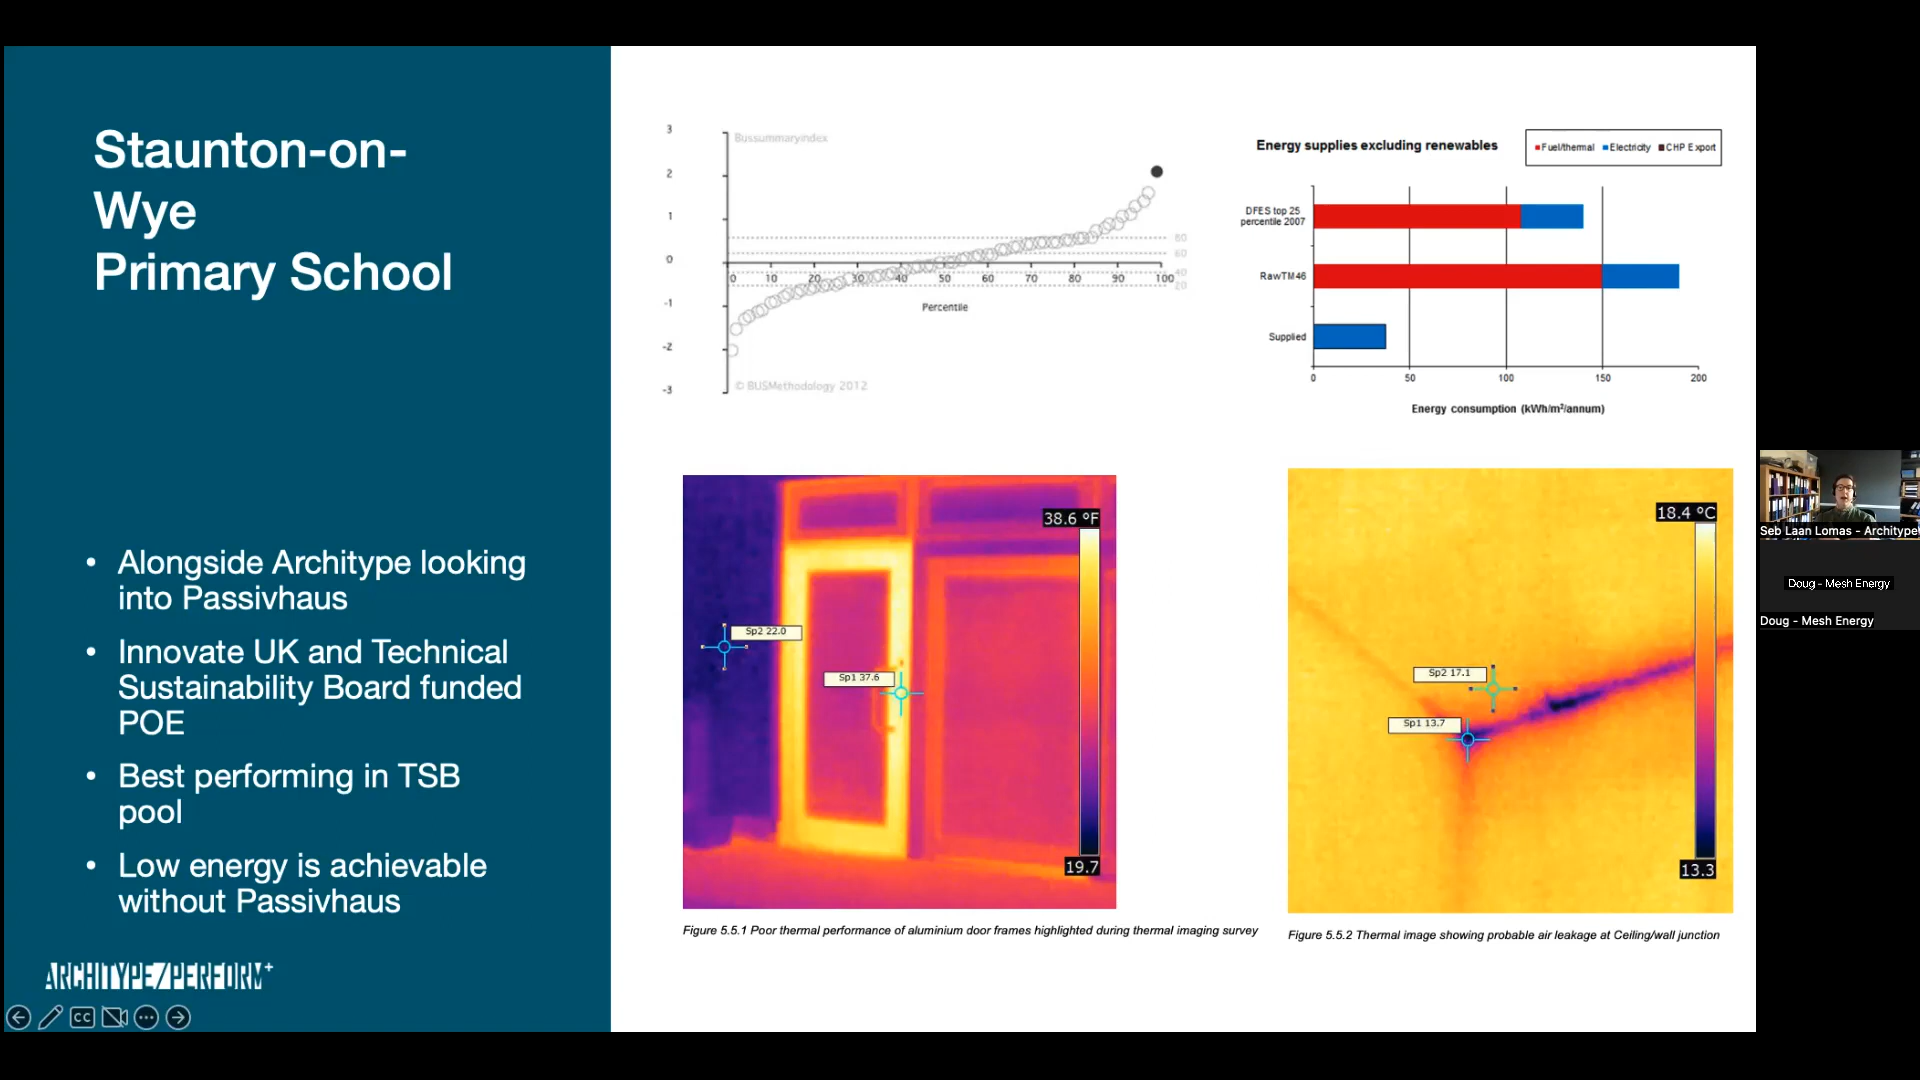 Staunton-on-
Wye
Primary School
• Alongside Architype looking
into Passivhaus
• Innovate UK and Technical
Sustainability Board funded
POE
• Best performing in TSB
pool
• Low energy is achievable
without Passivhaus
ARCHITYPE/PERFORM+
CC
Bussummaryindex
3
2
1
0
-1
-2
-3
80
60
40
20
0 10 20 30 40 50 60 70 80 90 100
Percentile
© BUSMethodology 2012
Energy supplies excluding renewables
Fuel/thermal Electricity CHP Export
DFES top 25
percentile 2007
RawTM46
Supplied
0 50 100 150 200
Energy consumption (kWh/m²/annum)
38.6 °F
Sp2 22.0
Sp1 37.6
19.7
Figure 5.5.1 Poor thermal performance of aluminium door frames highlighted during thermal imaging survey
18.4 °C
Sp2 17.1
Sp1 13.7
13.3
Figure 5.5.2 Thermal image showing probable air leakage at Ceiling/wall junction
Seb Laan Lomas - Architype
Doug - Mesh Energy
Doug - Mesh Energy